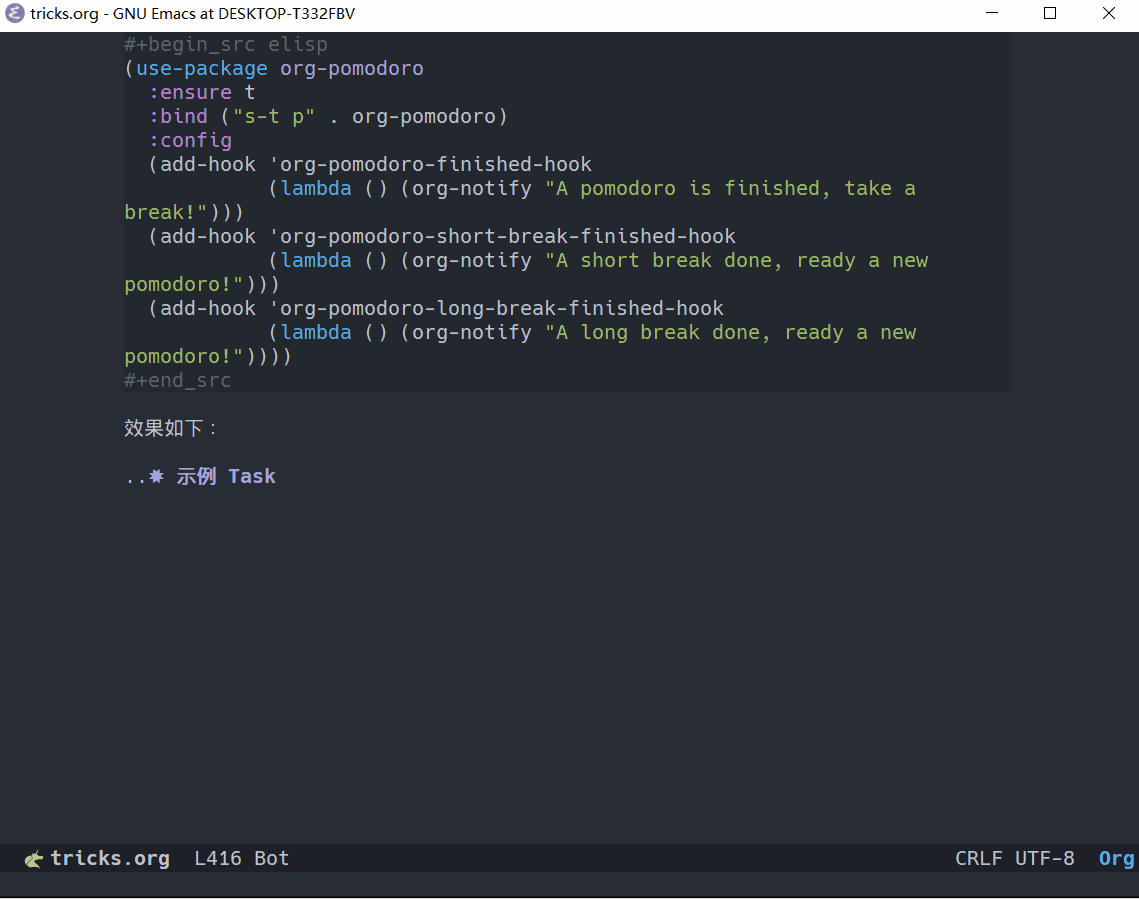 tricks.org - GNU Emacs at DESKTOP-T332FBV
#+begin_src elisp
(use-package org-pomodoro
  :ensure t
  :bind ("s-t p" . org-pomodoro)
  :config
  (add-hook 'org-pomodoro-finished-hook
            (lambda () (org-notify "A pomodoro is finished, take a
break!")))
  (add-hook 'org-pomodoro-short-break-finished-hook
            (lambda () (org-notify "A short break done, ready a new
pomodoro!")))
  (add-hook 'org-pomodoro-long-break-finished-hook
            (lambda () (org-notify "A long break done, ready a new
pomodoro!"))))
#+end_src
效果如下：
..✸ 示例 Task
tricks.org  L416 Bot  CRLF UTF-8  Org